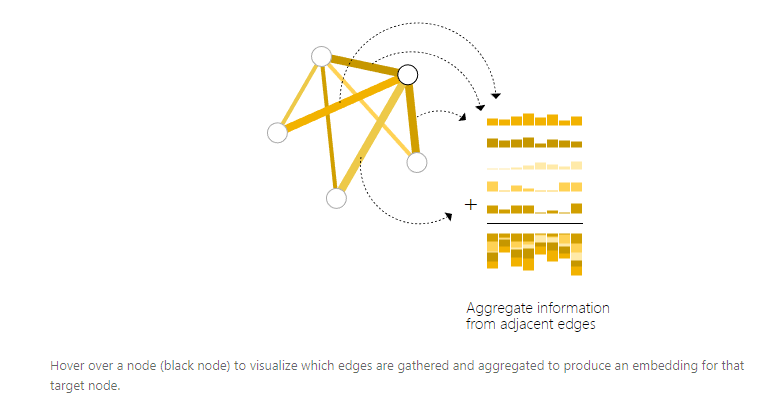 +
Aggregate information
from adjacent edges
Hover over a node (black node) to visualize which edges are gathered and aggregated to produce an embedding for that
target node.